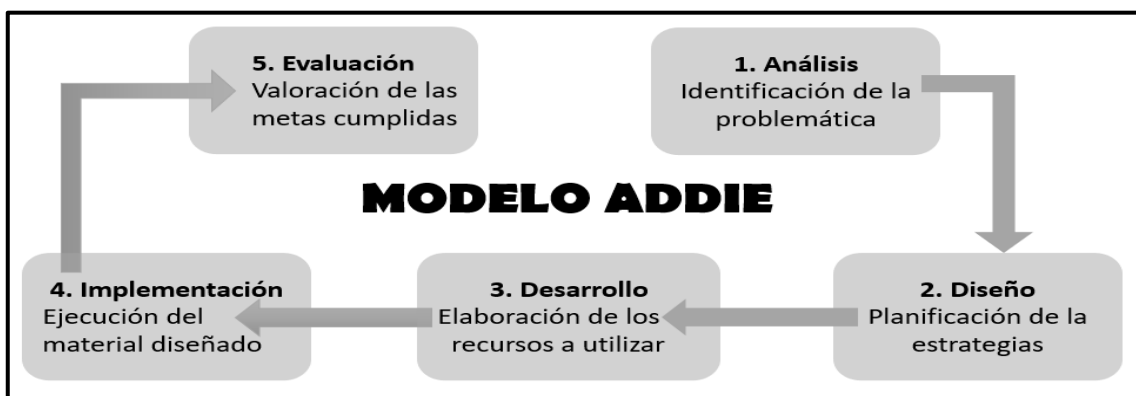 5. Evaluación
Valoración de las
metas cumplidas
1. Análisis
Identificación de la
problemática
MODELO ADDIE
4. Implementación
Ejecución del
material diseñado
3. Desarrollo
Elaboración de los
recursos a utilizar
2. Diseño
Planificación de la
estrategias